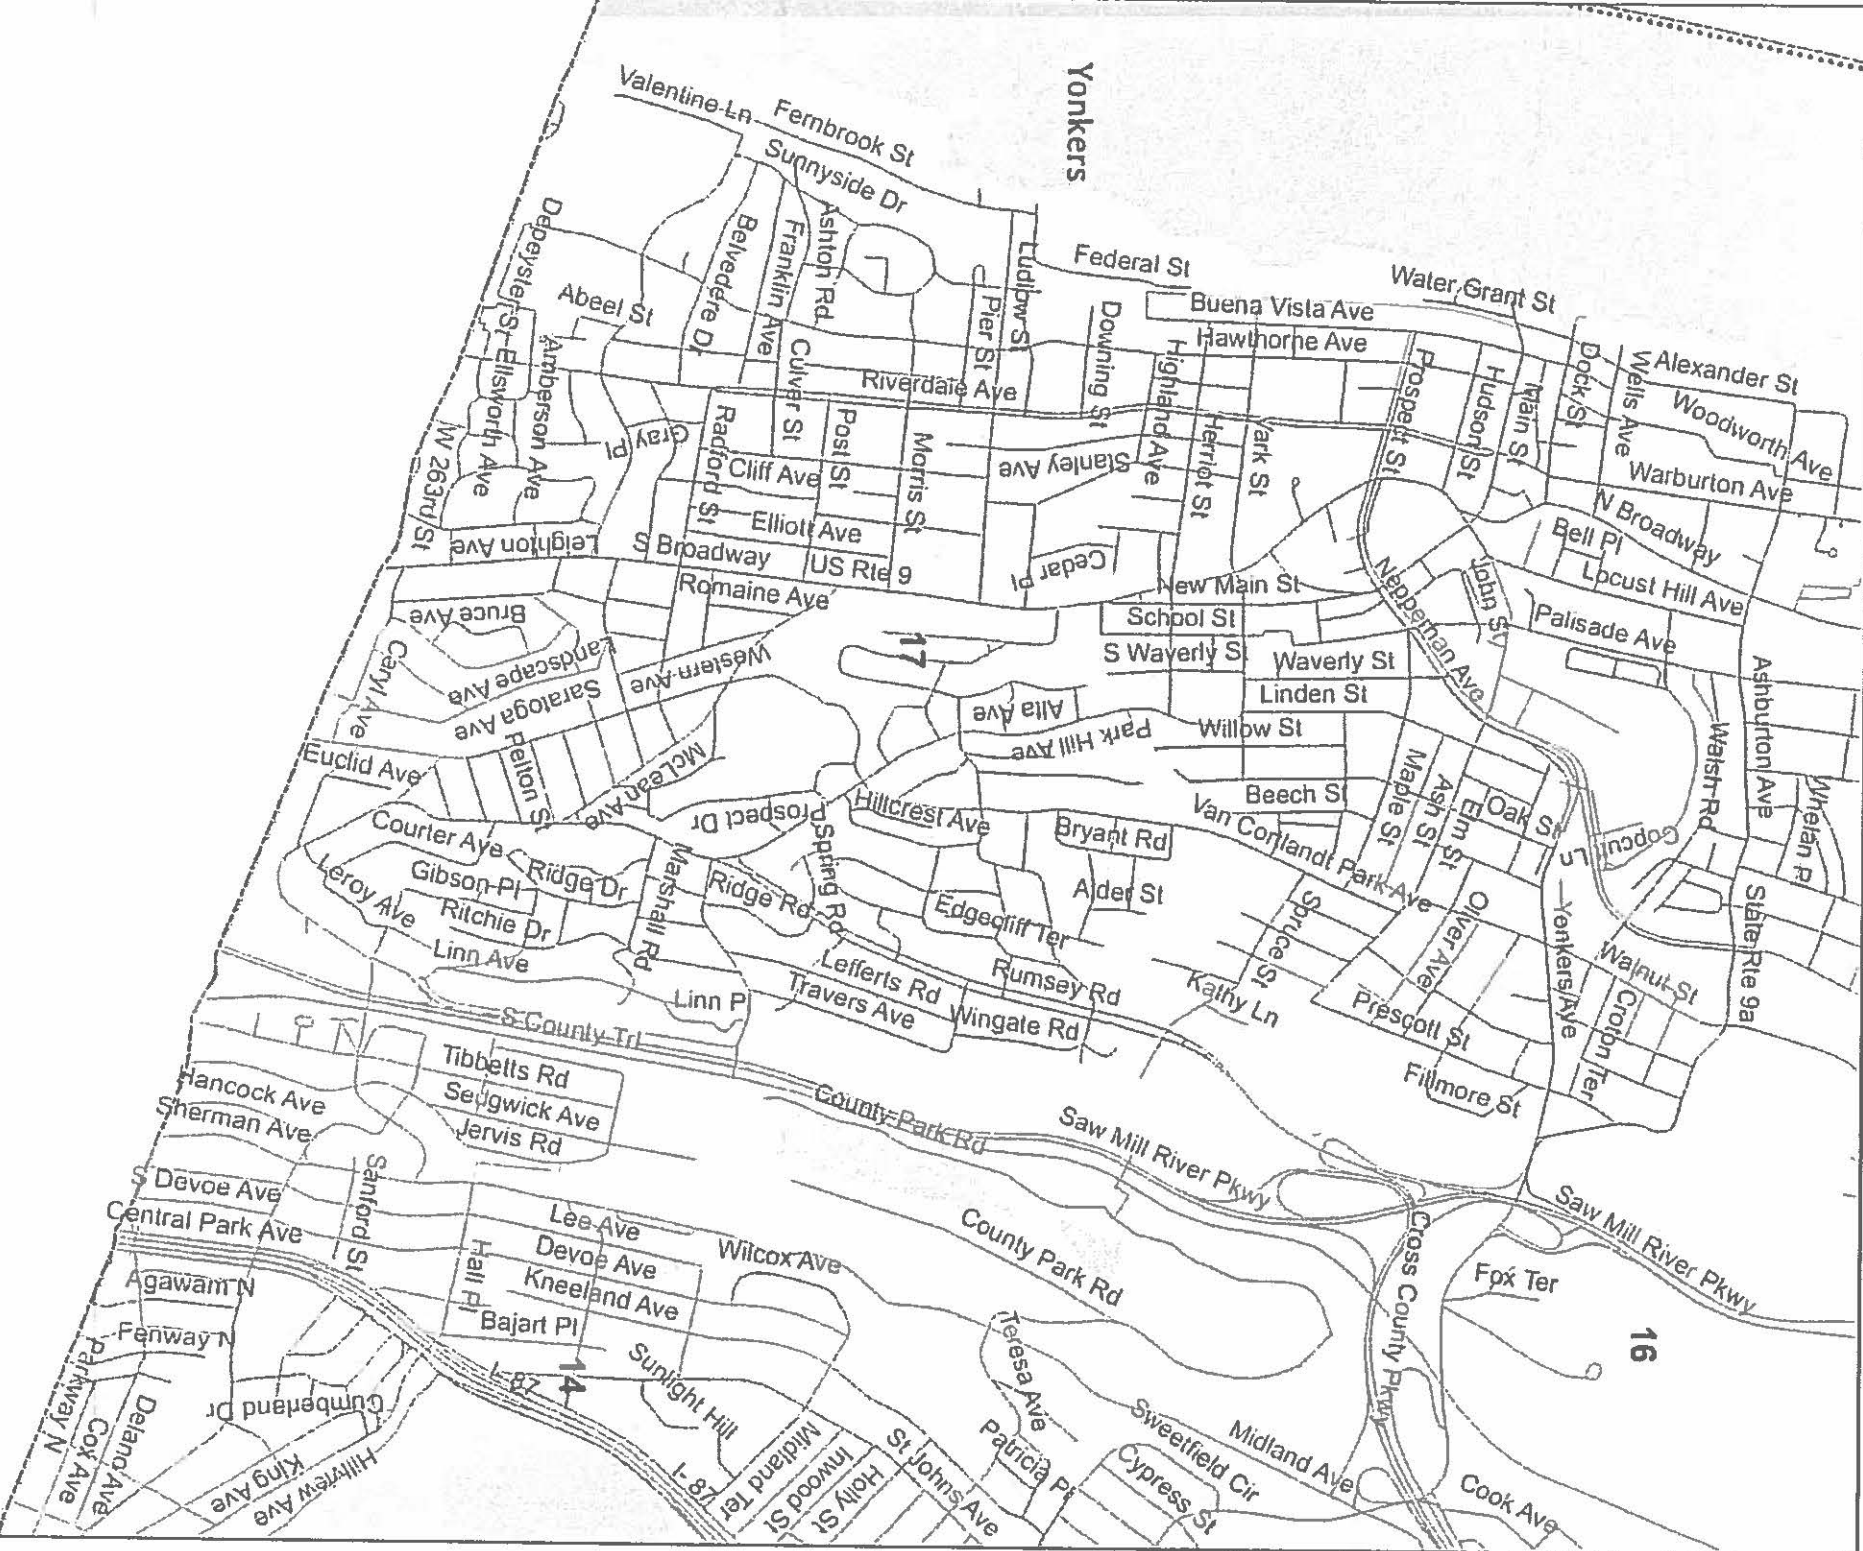 Yonkers
Valentine Ln
Fernbrook St
Sunnyside Dr
Depeyster St
Belvedere Dr
Franklin Ave
Ashton Rd
Ludlow St
Federal St
Water Grant St
Buena Vista Ave
Abeel St
Pier St
Downing St
Hawthorne Ave
Alexander St
Wells Ave
Dock St
Woodworth Ave
Ellsworth Ave
Amberson Ave
Culver St
Riverdale Ave
Highland Ave
Prospect St
Hudson St
Main St
W 263rd St
Gray Pl
Radford St
Cliff Ave
Post St
Morris St
Stanley Ave
Herriot St
Vark St
Warburton Ave
N Broadway
Leighton Ave
Elliott Ave
S Broadway
US Rte 9
Cedar Pl
Bell Pl
Locust Hill Ave
Bruce Ave
Romaine Ave
New Main St
School St
Nepperhan Ave
John St
Palisade Ave
Caryl Ave
Landscape Ave
Western Ave
17
S Waverly St
Waverly St
Ashburton Ave
Saratoga Ave
Alta Ave
Linden St
Park Hill Ave
Willow St
Walsh Rd
Euclid Ave
Pelton St
McLean Ave
Prospect Dr
Hillcrest Ave
Bryant Rd
Beech St
Maple St
Ash St
Elm St
Oak St
Copcutt Ln
Whelan P
Courter Ave
Van Cortlandt Park Ave
Leroy Ave
Gibson Pl
Ridge Dr
Marshall Rd
Ridge Rd
Spring Rd
Alder St
Ritchie Dr
Edgecliff Ter
Spruce St
Oliver Ave
Yonkers Ave
State Rte 9a
Linn Ave
Linn P
Lefferts Rd
Rumsey Rd
Kathy Ln
Walnut St
Travers Ave
Wingate Rd
Prescott St
Croton Ter
S County Trl
Fillmore St
Tibbetts Rd
Hancock Ave
Sedgwick Ave
Sherman Ave
Jervis Rd
County Park Rd
Saw Mill River Pkwy
S Devoe Ave
Sanford St
Saw Mill River Pkwy
Central Park Ave
Lee Ave
County Park Rd
Cross County Pkwy
Devoe Ave
Wilcox Ave
Hall Pl
Kneeland Ave
Fox Ter
Agawam N
Bajart Pl
Teresa Ave
16
Fenway N
Parkway N
I- 87
14
Sunlight Hill
Cumberland Dr
Delano Ave
Cox Ave
King Ave
Hillview Ave
I- 87
Midland Ter
Inwood St
Holly St
St Johns Ave
Patricia Pl
Sweetfield Cir
Cypress St
Midland Ave
Cook Ave